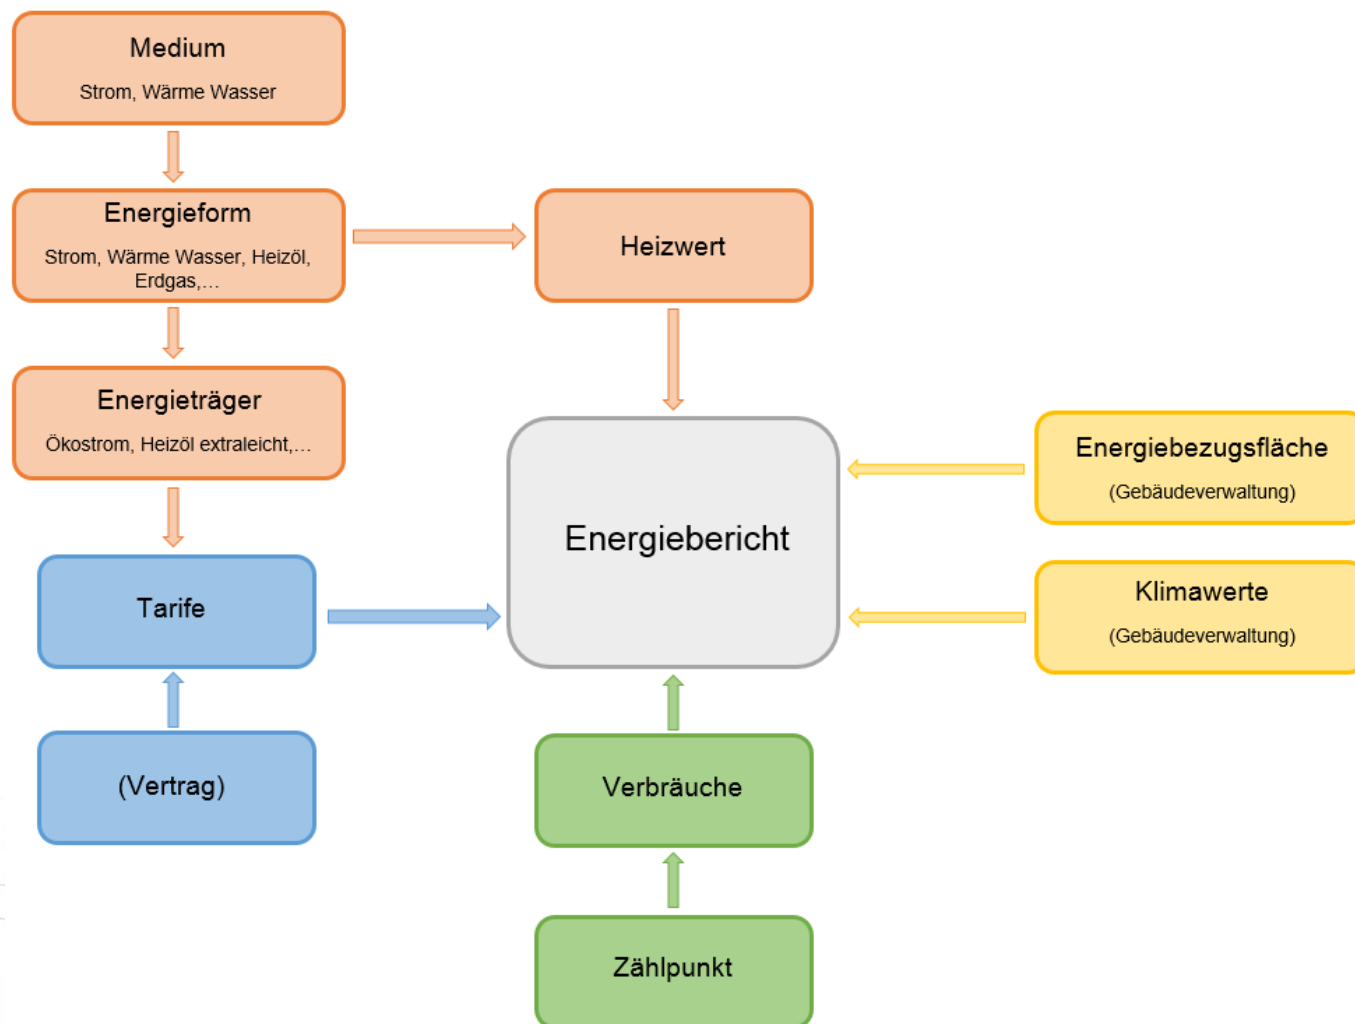 Medium
Strom, Wärme Wasser
Energieform
Strom, Wärme Wasser, Heizöl,
Erdgas,...
Heizwert
Energieträger
Ökostrom, Heizöl extraleicht,...
Energiebezugsfläche
(Gebäudeverwaltung)
Energiebericht
Tarife
Klimawerte
(Gebäudeverwaltung)
(Vertrag)
Verbräuche
Zählpunkt